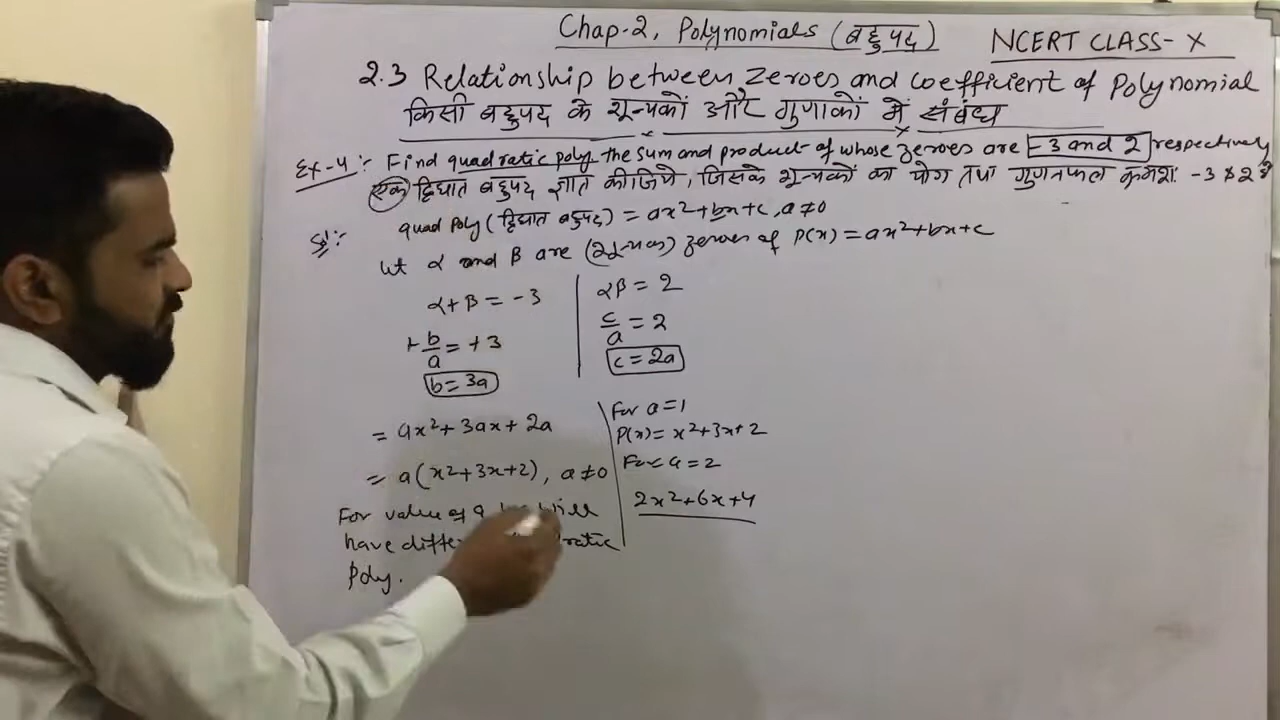 Chap-2, Polynomials (बहुपद) NCERT CLASS-X
2.3 Relationship between Zeroes and Coefficient of Polynomial
किसी बहुपद के शून्यकों और गुणाकों में संबंध
Ex-4:- Find quadratic poly the sum and product of whose zeroes are -3 and 2 respectively
एक द्विघात बहुपद ज्ञात कीजिये, जिसके शून्यकों का योग तथा गुणनफल क्रमशः -3 व 2 है
Sol:- quad poly (द्विघात बहुपद) = ax²+bx+c, a≠0
Let α and β are (शून्यक) zeroes of P(x) = ax²+bx+c
α+β = -3
+b/a = +3
b = 3a
αβ = 2
c/a = 2
c = 2a
= ax²+3ax+2a
= a(x²+3x+2), a≠0
For value of a will
have ratic
poly.
For a=1
P(x) = x²+3x+2
For a=2
2x²+6x+4